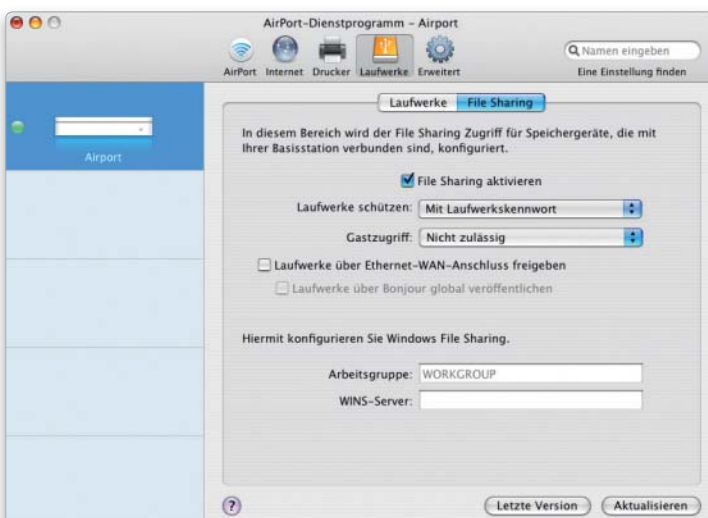 AirPort-Dienstprogramm – Airport
AirPort Internet Drucker Laufwerke Erweitert
Namen eingeben
Eine Einstellung finden
Airport
Laufwerke File Sharing
In diesem Bereich wird der File Sharing Zugriff für Speichergeräte, die mit
Ihrer Basisstation verbunden sind, konfiguriert.
File Sharing aktivieren
Laufwerke schützen: Mit Laufwerkskennwort
Gastzugriff: Nicht zulässig
Laufwerke über Ethernet-WAN-Anschluss freigeben
Laufwerke über Bonjour global veröffentlichen
Hiermit konfigurieren Sie Windows File Sharing.
Arbeitsgruppe: WORKGROUP
WINS-Server:
?
Letzte Version Aktualisieren